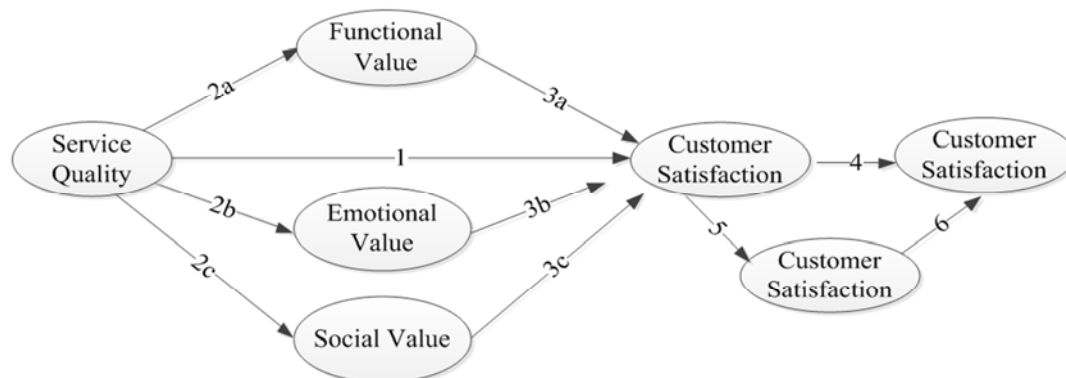 Functional
Value
2a
3a
Service
Quality
1
Customer
Satisfaction
4
Customer
Satisfaction
2b
Emotional
Value
3b
5
6
2c
3c
Customer
Satisfaction
Social Value